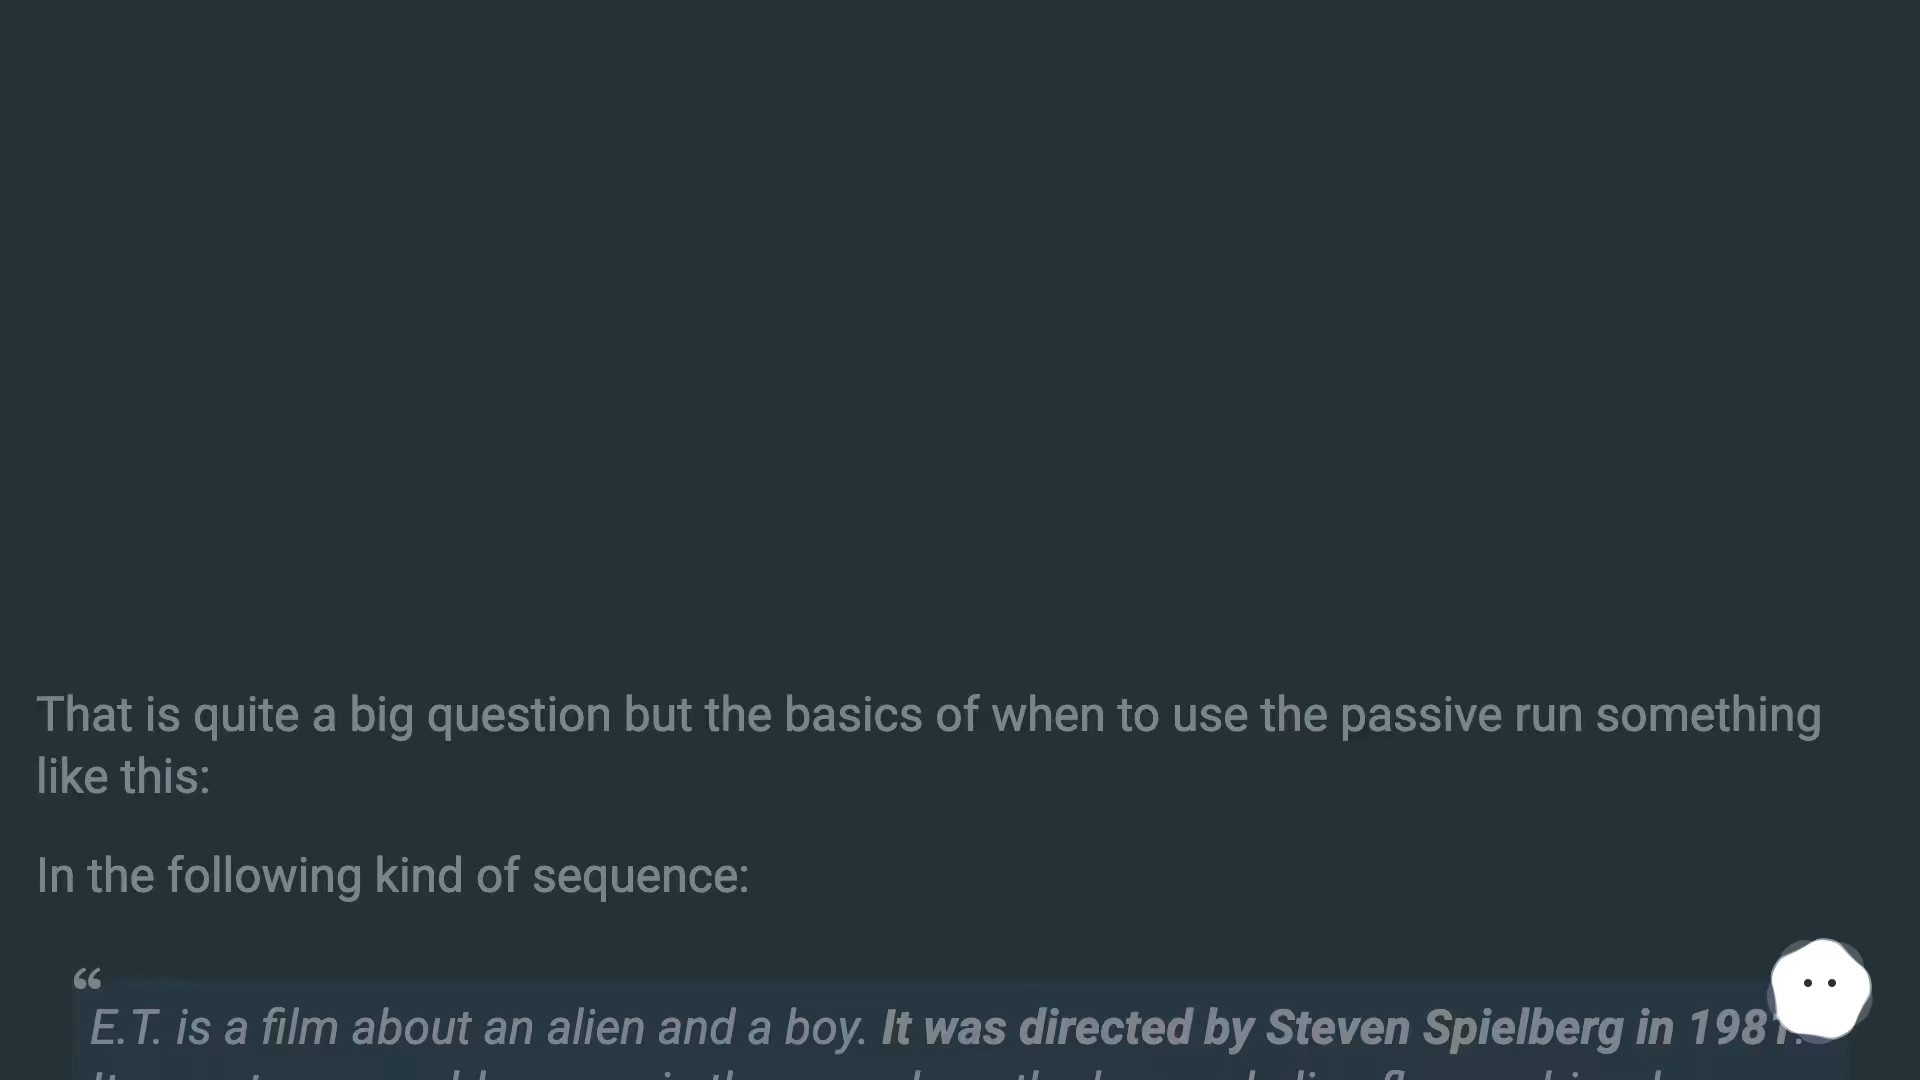 That is quite a big question but the basics of when to use the passive run something
like this:
In the following kind of sequence:
“
E.T. is a film about an alien and a boy. It was directed by Steven Spielberg in 1981.